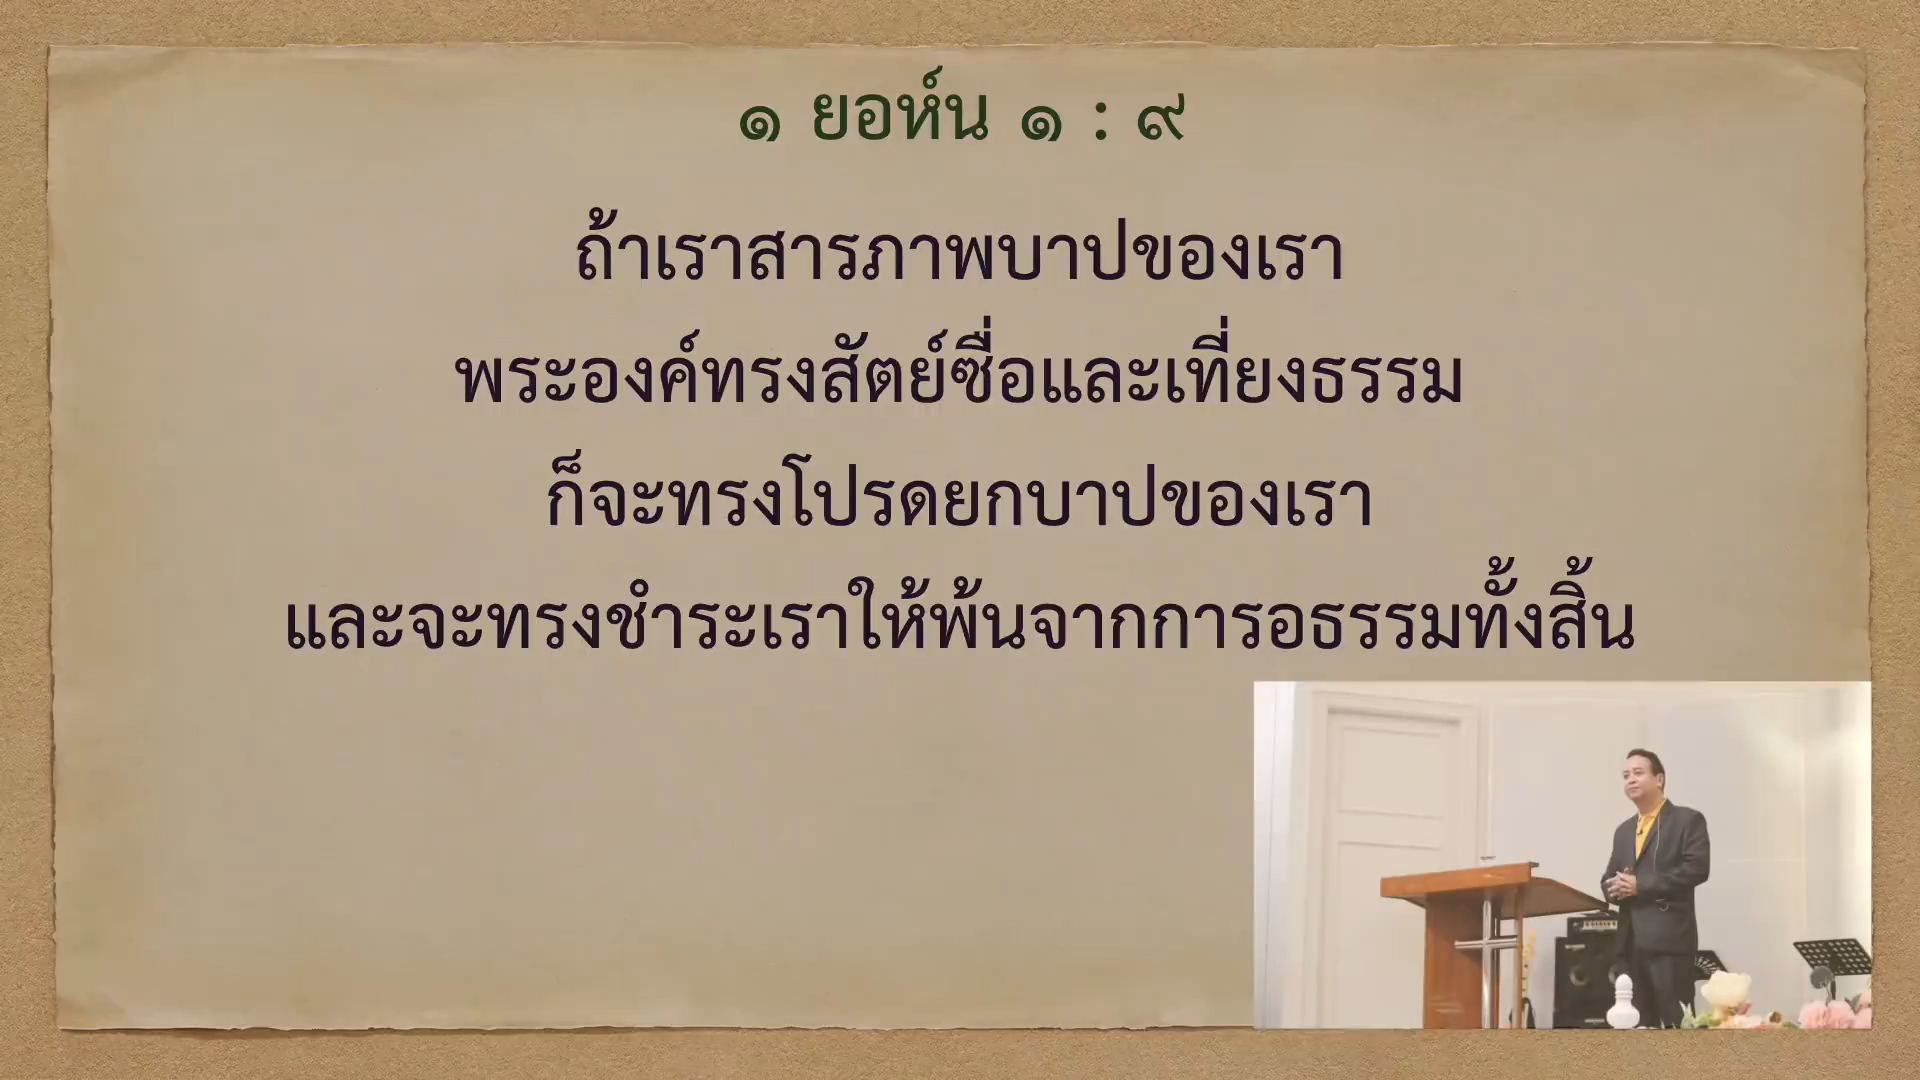 ๑ ยอห์น ๑ : ๙
ถ้าเราสารภาพบาปของเรา
พระองค์ทรงสัตย์ซื่อและเที่ยงธรรม
ก็จะทรงโปรดยกบาปของเรา
และจะทรงชำระเราให้พ้นจากการอธรรมทั้งสิ้น